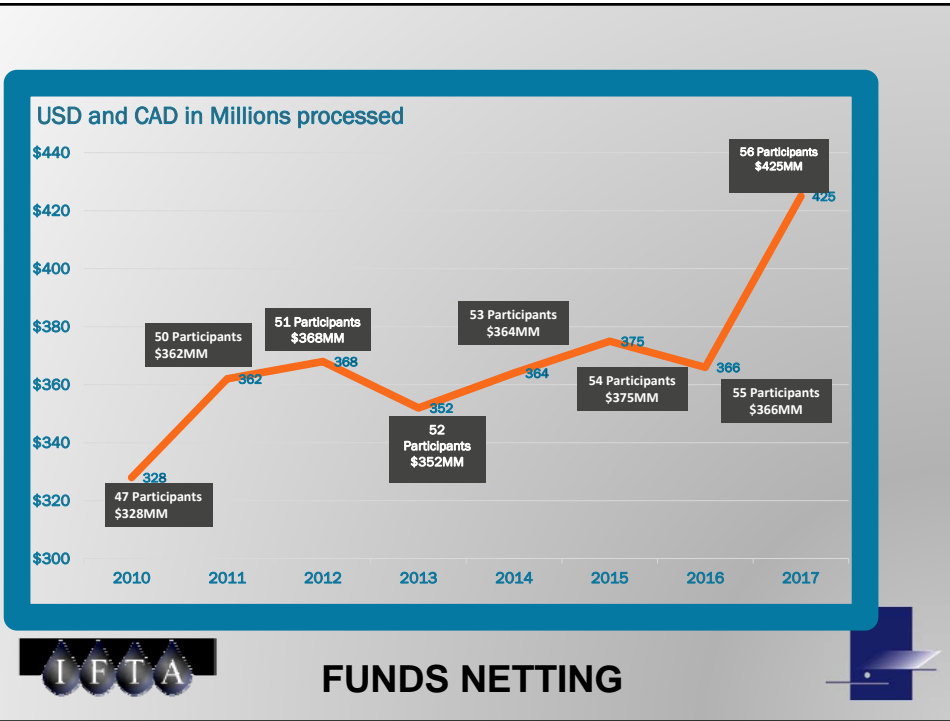 USD and CAD in Millions processed
$440
$420
$400
$380
$360
$340
$320
$300
47 Participants
$328MM
328
50 Participants
$362MM
362
51 Participants
$368MM
368
52
Participants
$352MM
352
53 Participants
$364MM
364
54 Participants
$375MM
375
55 Participants
$366MM
366
56 Participants
$425MM
425
2010 2011 2012 2013 2014 2015 2016 2017
IFTA
FUNDS NETTING